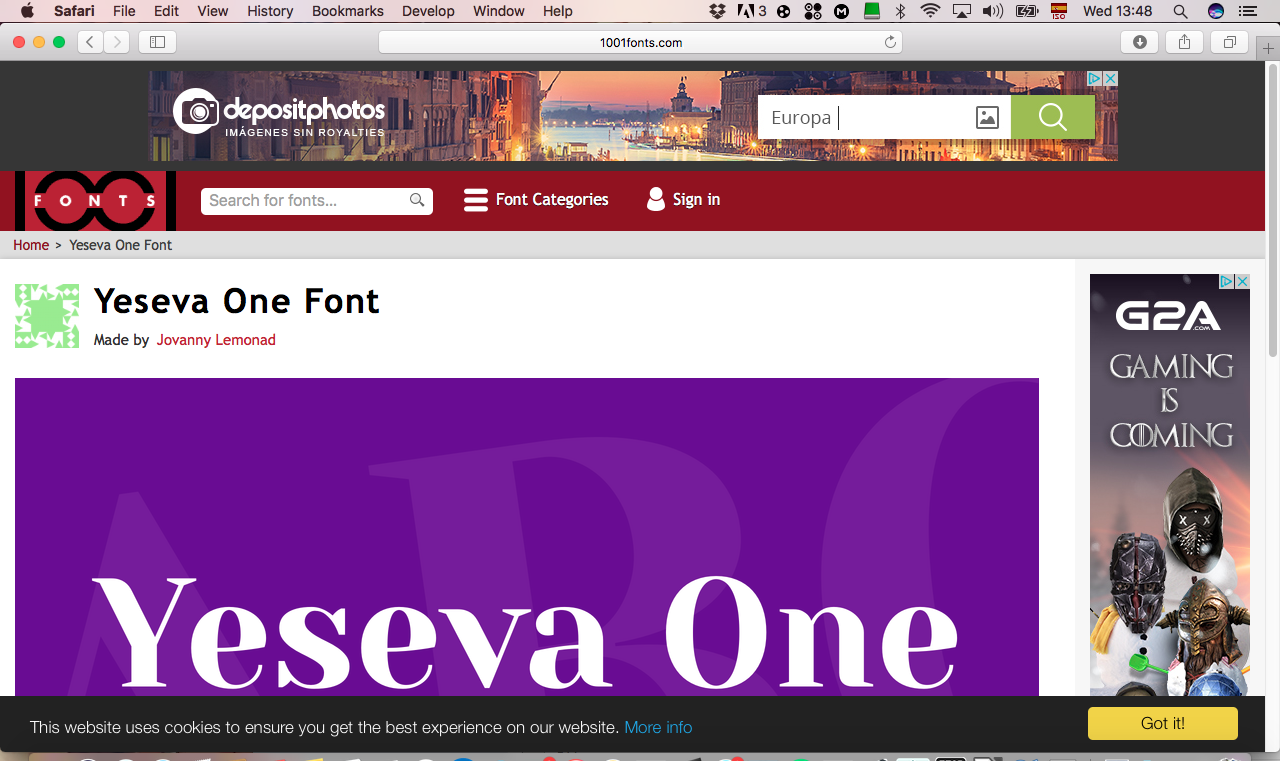 Safari File Edit View History Bookmarks Develop Window Help 3 ISO Wed 13:48
1001fonts.com
depositphotos
IMÁGENES SIN ROYALTIES
Europa
FONTS
Search for fonts...
Font Categories
Sign in
Home > Yeseva One Font
Yeseva One Font
Made by Jovanny Lemonad
G2A
.COM
GAMING
IS
COMING
ABC
Yeseva One
This website uses cookies to ensure you get the best experience on our website. More info
Got it!